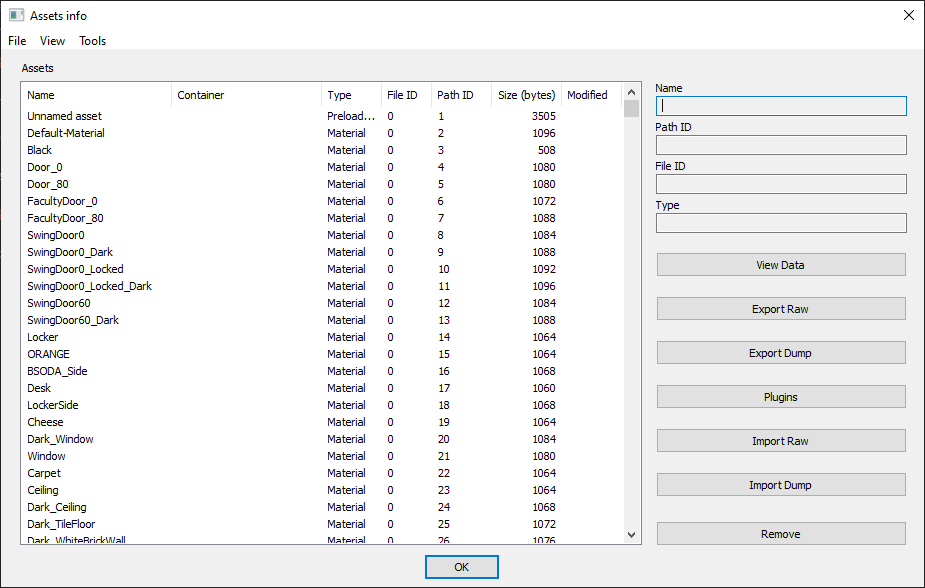 Assets info
File View Tools
Assets
Name Container Type File ID Path ID Size (bytes) Modified
Unnamed asset Preload... 0 1 3505
Default-Material Material 0 2 1096
Black Material 0 3 508
Door_0 Material 0 4 1080
Door_80 Material 0 5 1080
FacultyDoor_0 Material 0 6 1072
FacultyDoor_80 Material 0 7 1088
SwingDoor0 Material 0 8 1084
SwingDoor0_Dark Material 0 9 1088
SwingDoor0_Locked Material 0 10 1092
SwingDoor0_Locked_Dark Material 0 11 1096
SwingDoor60 Material 0 12 1084
SwingDoor60_Dark Material 0 13 1088
Locker Material 0 14 1064
ORANGE Material 0 15 1064
BSODA_Side Material 0 16 1068
Desk Material 0 17 1060
LockerSide Material 0 18 1068
Cheese Material 0 19 1064
Dark_Window Material 0 20 1084
Window Material 0 21 1080
Carpet Material 0 22 1064
Ceiling Material 0 23 1064
Dark_Ceiling Material 0 24 1068
Dark_TileFloor Material 0 25 1072
Dark_WhiteBrickWall Material 0 26 1076
Name
Path ID
File ID
Type
View Data
Export Raw
Export Dump
Plugins
Import Raw
Import Dump
Remove
OK